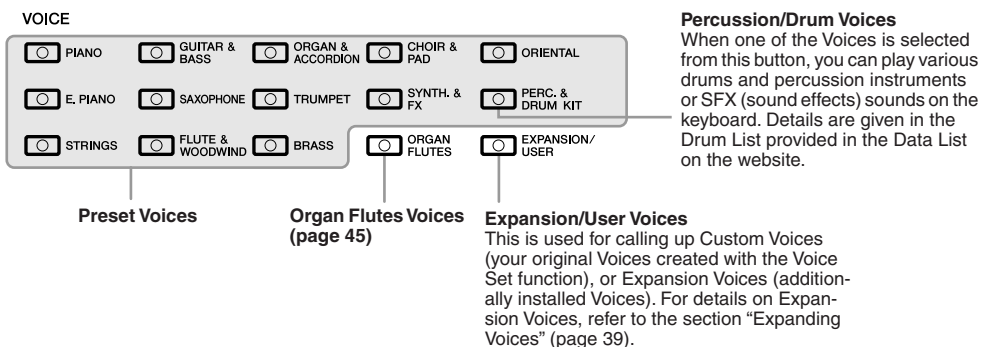 VOICE
PIANO
GUITAR &
BASS
ORGAN &
ACCORDION
CHOIR &
PAD
ORIENTAL
E. PIANO
SAXOPHONE
TRUMPET
SYNTH. &
FX
PERC. &
DRUM KIT
STRINGS
FLUTE &
WOODWIND
BRASS
ORGAN
FLUTES
EXPANSION/
USER
Percussion/Drum Voices
When one of the Voices is selected
from this button, you can play various
drums and percussion instruments
or SFX (sound effects) sounds on the
keyboard. Details are given in the
Drum List provided in the Data List
on the website.
Preset Voices
Organ Flutes Voices
(page 45)
Expansion/User Voices
This is used for calling up Custom Voices
(your original Voices created with the Voice
Set function), or Expansion Voices (addition-
ally installed Voices). For details on Expan-
sion Voices, refer to the section “Expanding
Voices” (page 39).